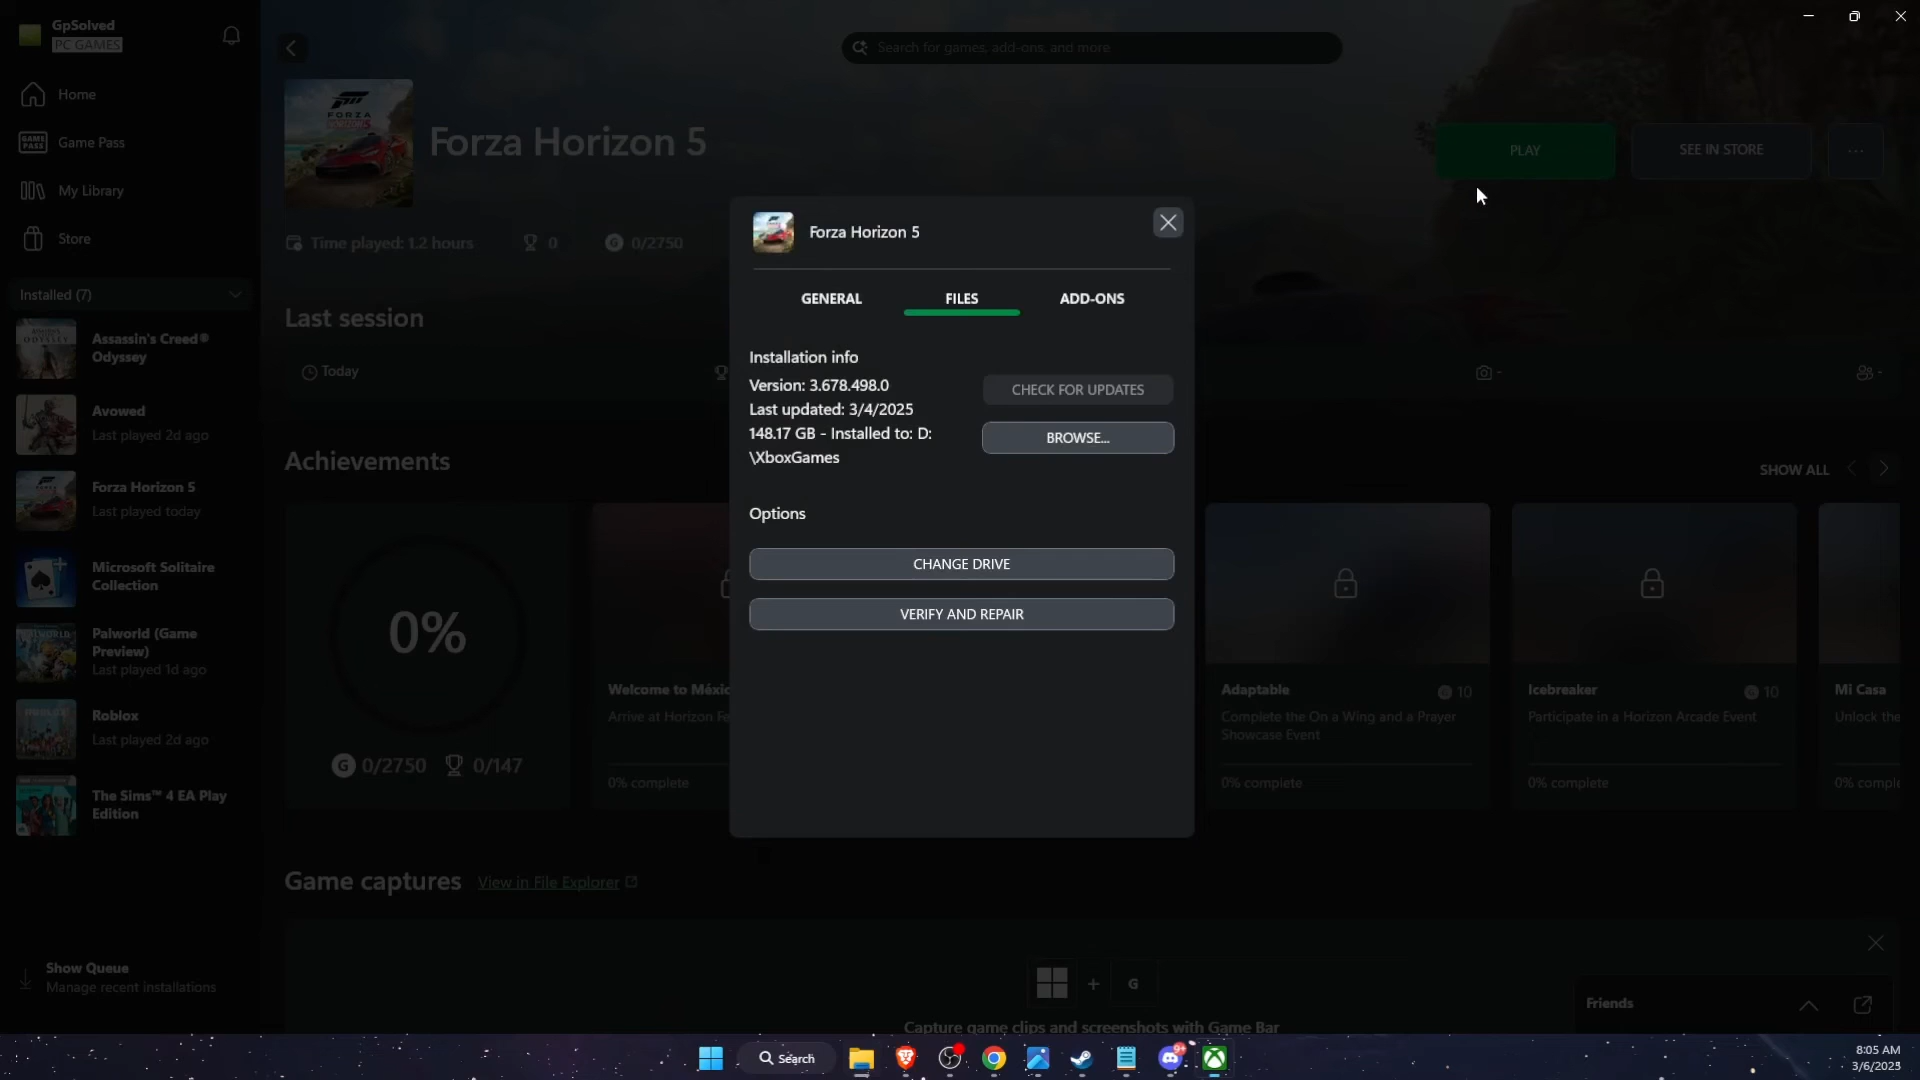 GpSolved
PC GAMES
Search for games, add-ons, and more
Home
Game Pass
My Library
Store
Installed (7)
Assassin's Creed®
Odyssey
Avowed
Last played 2d ago
Forza Horizon 5
Last played today
Microsoft Solitaire
Collection
Palworld (Game
Preview)
Last played 1d ago
Roblox
Last played 2d ago
The Sims™ 4 EA Play
Edition
Show Queue
Manage recent installations
FORZA
HORIZON 5
Forza Horizon 5
PLAY
SEE IN STORE
...
Time played: 1.2 hours
0
0/2750
Last session
Today
-
-
Achievements
SHOW ALL
0%
0/2750
0/147
Welcome to Méxic
Arrive at Horizon Fe
0% complete
Adaptable
10
Complete the On a Wing and a Prayer
Showcase Event
0% complete
Icebreaker
10
Participate in a Horizon Arcade Event
0% complete
Mi Casa
Unlock the
0% comple
Game captures
View in File Explorer
+
G
Capture game clips and screenshots with Game Bar
Friends
Forza Horizon 5
GENERAL
FILES
ADD-ONS
Installation info
Version: 3.678.498.0
Last updated: 3/4/2025
148.17 GB - Installed to: D:
\XboxGames
CHECK FOR UPDATES
BROWSE...
Options
CHANGE DRIVE
VERIFY AND REPAIR
Search
9+
8:05 AM
3/6/2025